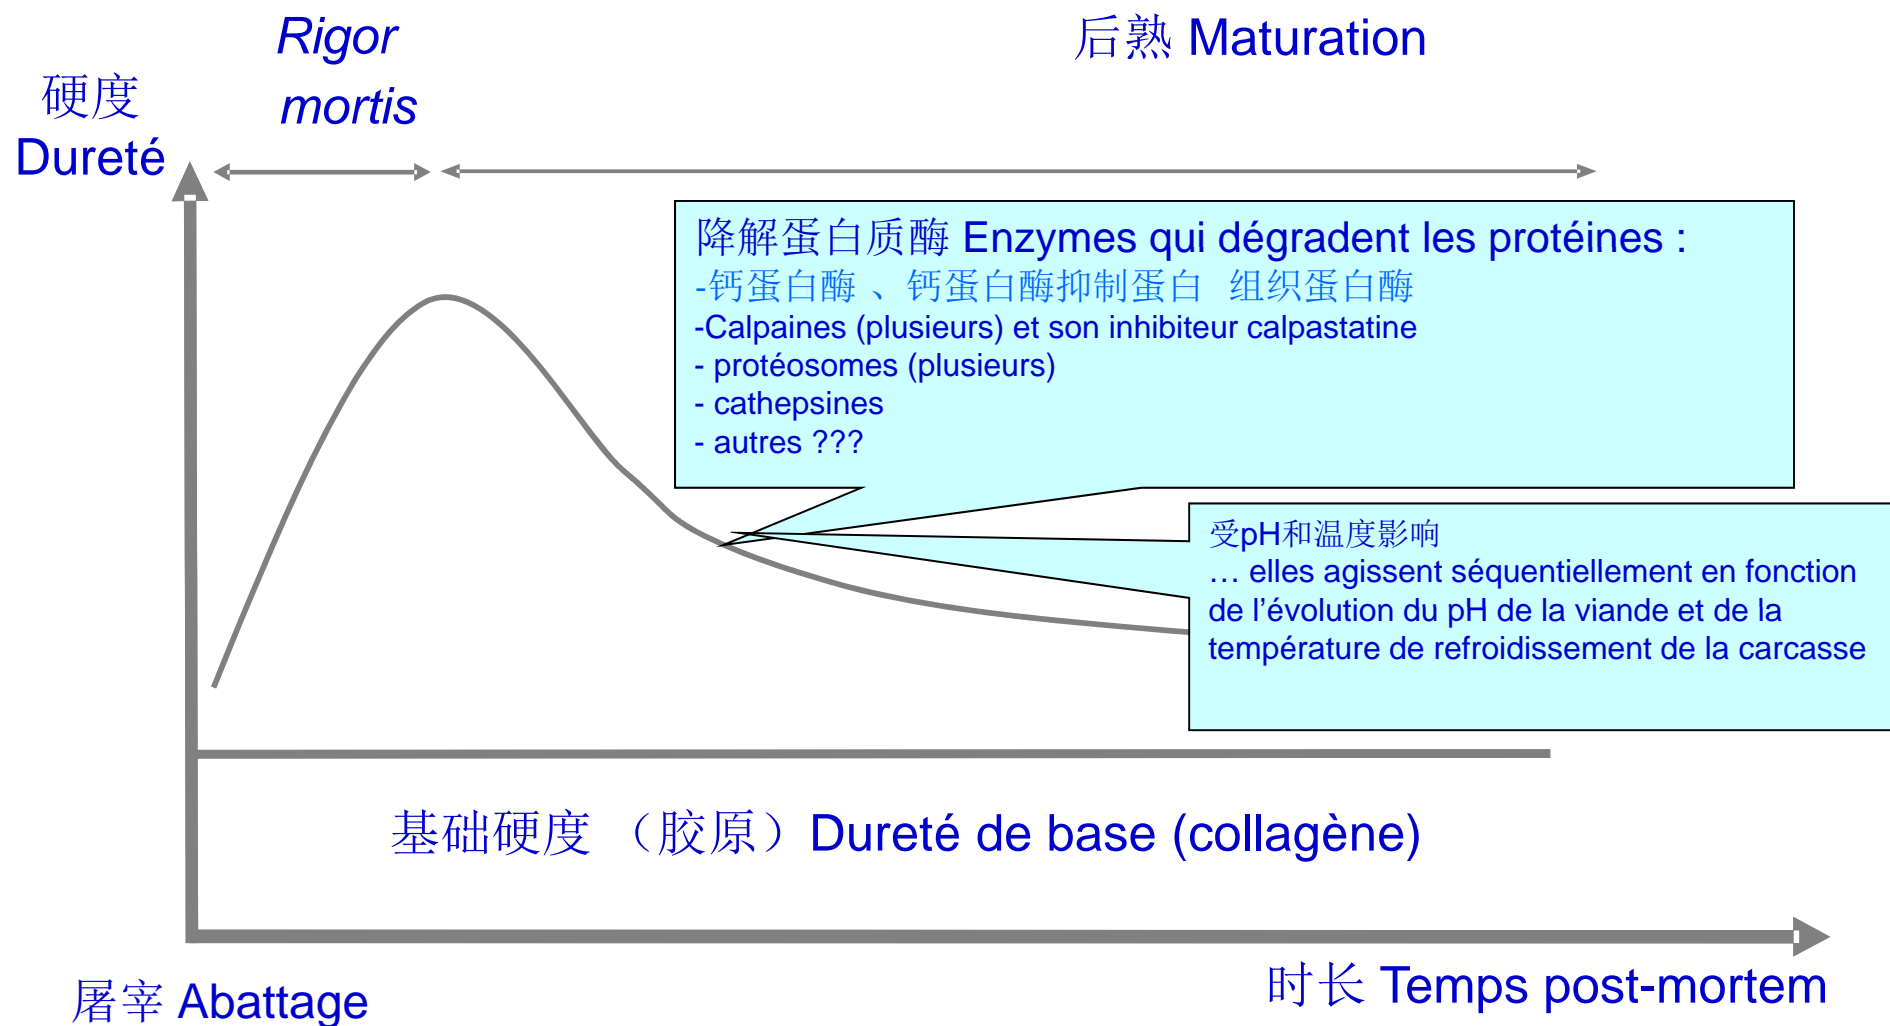 Rigor
mortis
后熟 Maturation
硬度
Dureté
降解蛋白质酶 Enzymes qui dégradent les protéines :
-钙蛋白酶 、钙蛋白酶抑制蛋白 组织蛋白酶
-Calpaines (plusieurs) et son inhibiteur calpastatine
- protéosomes (plusieurs)
- cathepsines
- autres ???
受pH和温度影响
… elles agissent séquentiellement en fonction
de l’évolution du pH de la viande et de la
température de refroidissement de la carcasse
基础硬度 （胶原）Dureté de base (collagène)
屠宰 Abattage
时长 Temps post-mortem